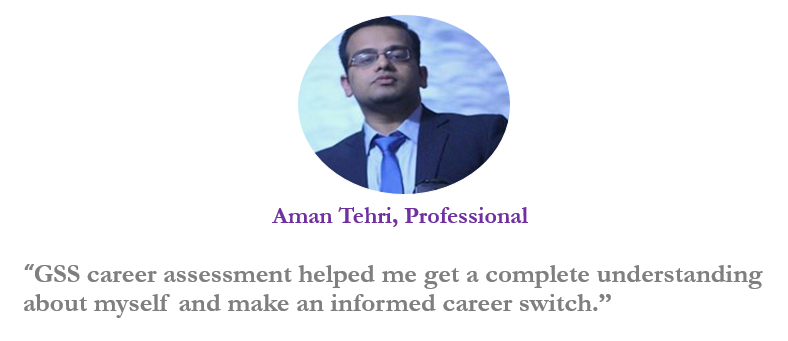 Aman Tehri, Professional
“GSS career assessment helped me get a complete understanding
about myself and make an informed career switch.”